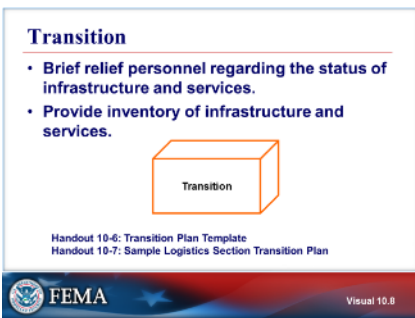 Transition
• Brief relief personnel regarding the status of
infrastructure and services.
• Provide inventory of infrastructure and
services.
Transition
Handout 10-6: Transition Plan Template
Handout 10-7: Sample Logistics Section Transition Plan
FEMA
Visual 10.8